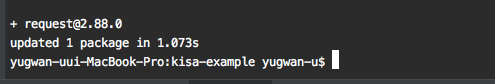 + request@2.88.0
updated 1 package in 1.073s
yugwan-uui-MacBook-Pro:kisa-example yugwan-u$